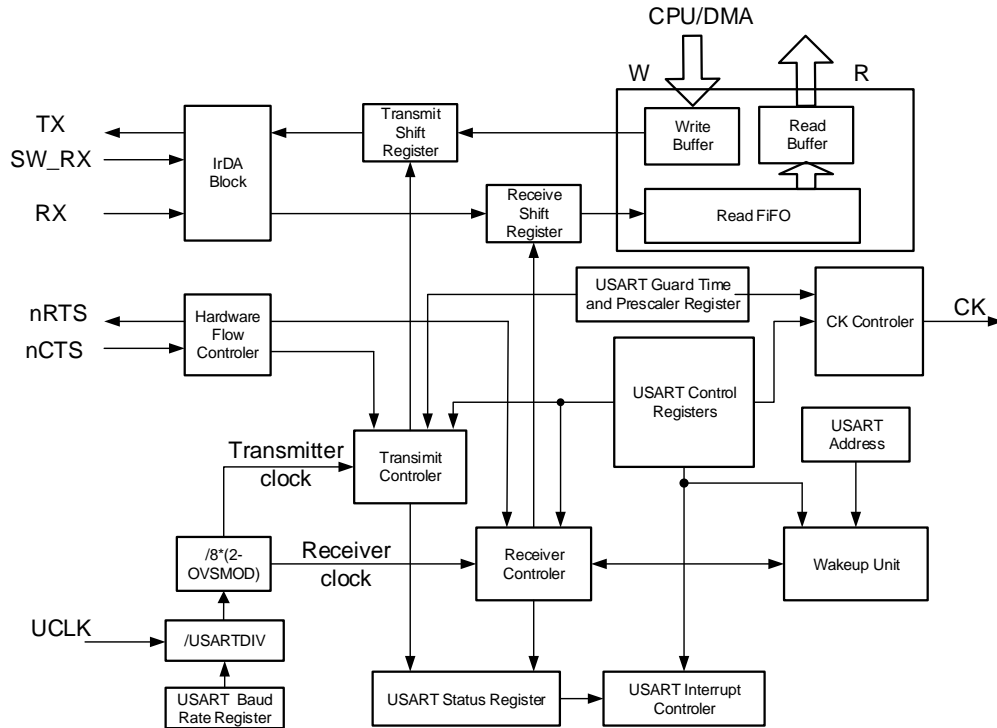 CPU/DMA
W
R
TX
SW_RX
RX
IrDA
Block
Transmit
Shift
Register
Write
Buffer
Read
Buffer
Receive
Shift
Register
Read FiFO
nRTS
nCTS
Hardware
Flow
Controler
USART Guard Time
and Prescaler Register
CK Controler
CK
USART Control
Registers
USART
Address
Transmitter
clock
Transimit
Controler
/8*(2-
OVSMOD)
Receiver
clock
Receiver
Controler
Wakeup Unit
UCLK
/USARTDIV
USART Baud
Rate Register
USART Status Register
USART Interrupt
Controler